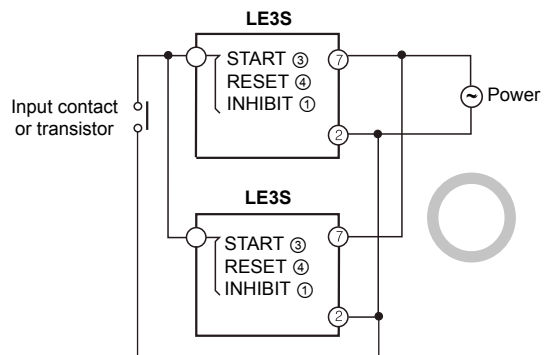 LE3S
START ③
RESET ④
INHIBIT ①
7
2
Input contact
or transistor
~ Power
LE3S
START ③
RESET ④
INHIBIT ①
7
2